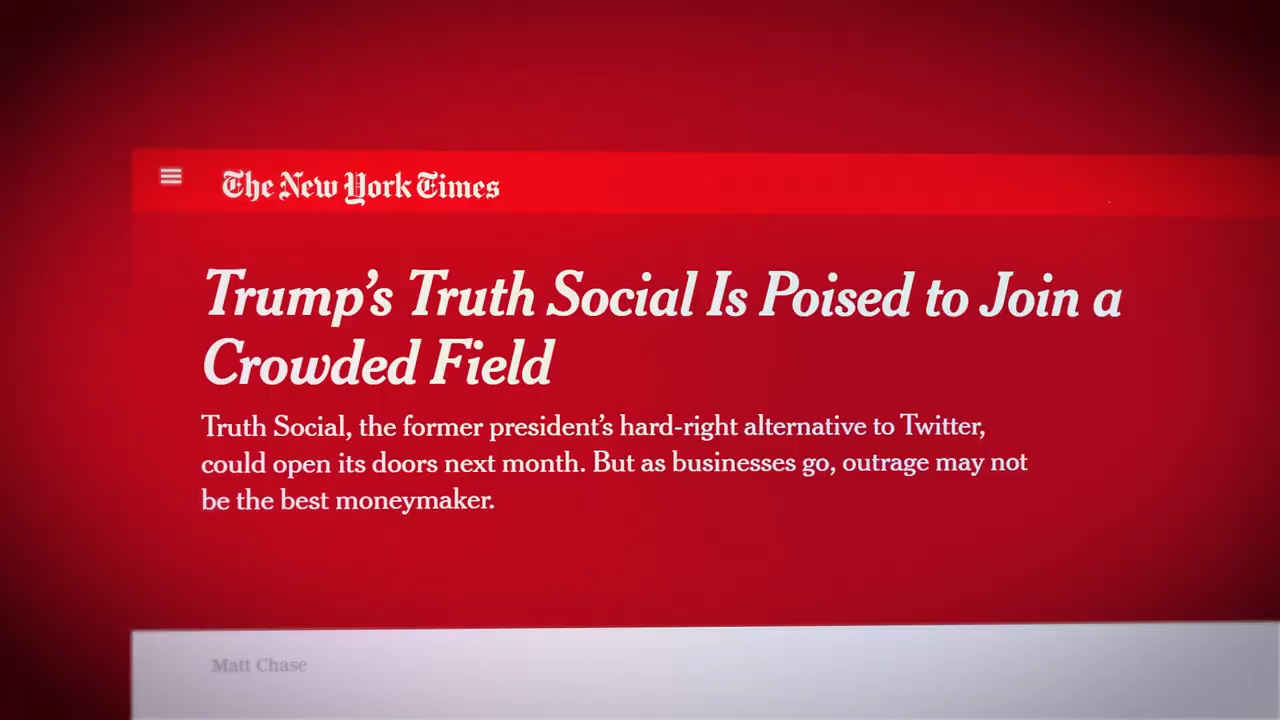 The New York Times
Trump’s Truth Social Is Poised to Join a
Crowded Field
Truth Social, the former president’s hard-right alternative to Twitter,
could open its doors next month. But as businesses go, outrage may not
be the best moneymaker.
Matt Chase